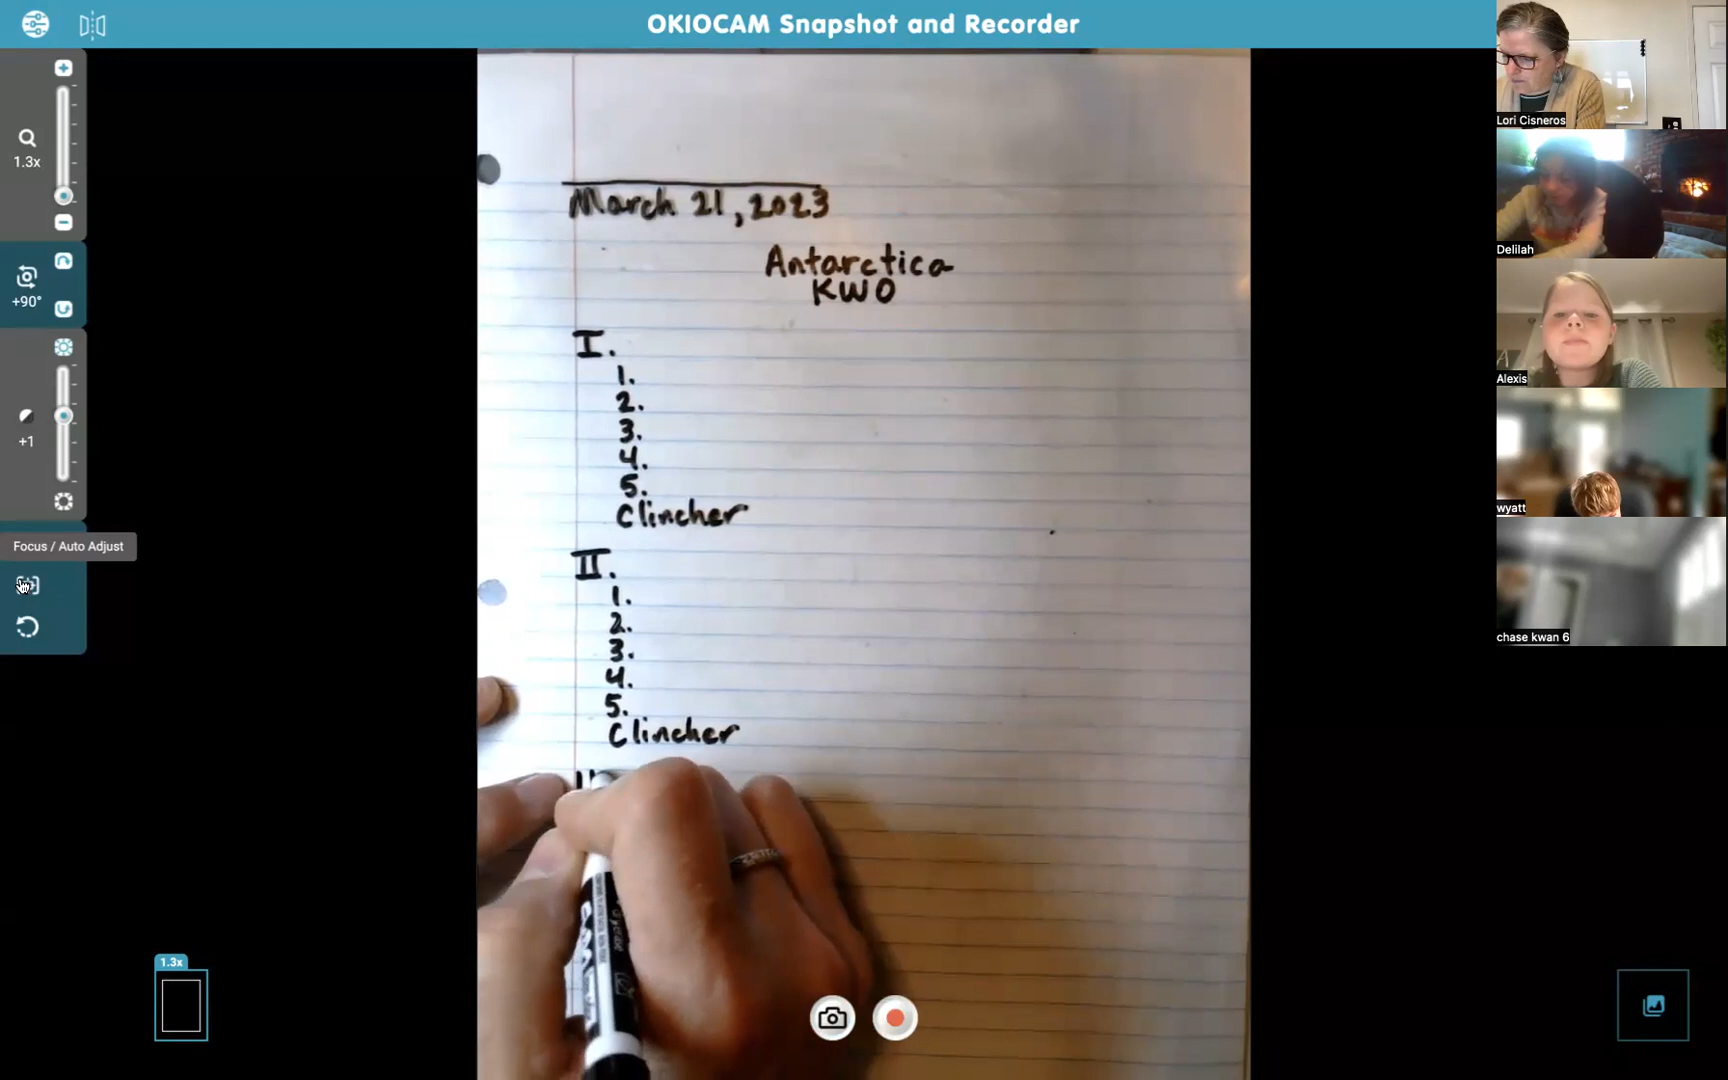 OKIOCAM Snapshot and Recorder
1.3x
+90°
+1
Focus / Auto Adjust
1.3x
March 21, 2023
Antarctica
KWO
I.
1.
2.
3.
4.
5.
Clincher
II.
1.
2.
3.
4.
5.
Clincher
Lori Cisneros
Delilah
Alexis
wyatt
chase kwan 6